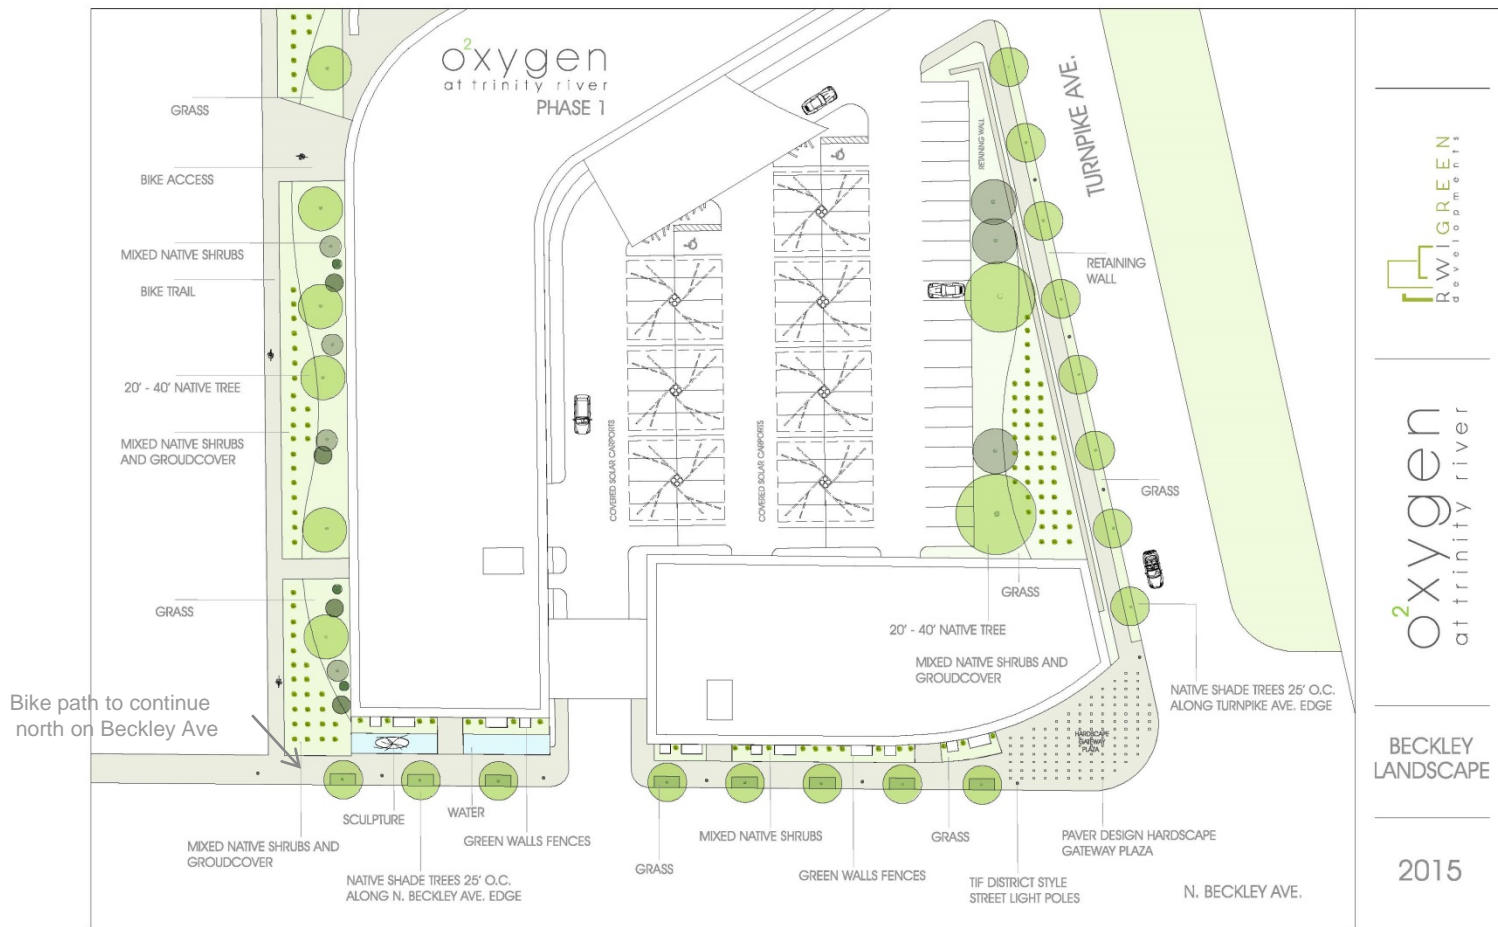 o2xygen
at trinity river
PHASE 1
TURNPIKE AVE.
GRASS
BIKE ACCESS
MIXED NATIVE SHRUBS
BIKE TRAIL
20' - 40' NATIVE TREE
MIXED NATIVE SHRUBS
AND GROUDCOVER
GRASS
Bike path to continue
north on Beckley Ave
COVERED SOLAR CARPORTS
COVERED SOLAR CARPORTS
RETAINING WALL
RETAINING
WALL
GRASS
GRASS
20' - 40' NATIVE TREE
MIXED NATIVE SHRUBS AND
GROUDCOVER
NATIVE SHADE TREES 25' O.C.
ALONG TURNPIKE AVE. EDGE
HARDSCAPE
GATEWAY
PLAZA
MIXED NATIVE SHRUBS AND
GROUDCOVER
SCULPTURE
WATER
GREEN WALLS FENCES
NATIVE SHADE TREES 25' O.C.
ALONG N. BECKLEY AVE. EDGE
GRASS
MIXED NATIVE SHRUBS
GREEN WALLS FENCES
GRASS
TIF DISTRICT STYLE
STREET LIGHT POLES
PAVER DESIGN HARDSCAPE
GATEWAY PLAZA
N. BECKLEY AVE.
RWJGREEN
developments
o2xygen
at trinity river
BECKLEY
LANDSCAPE
2015